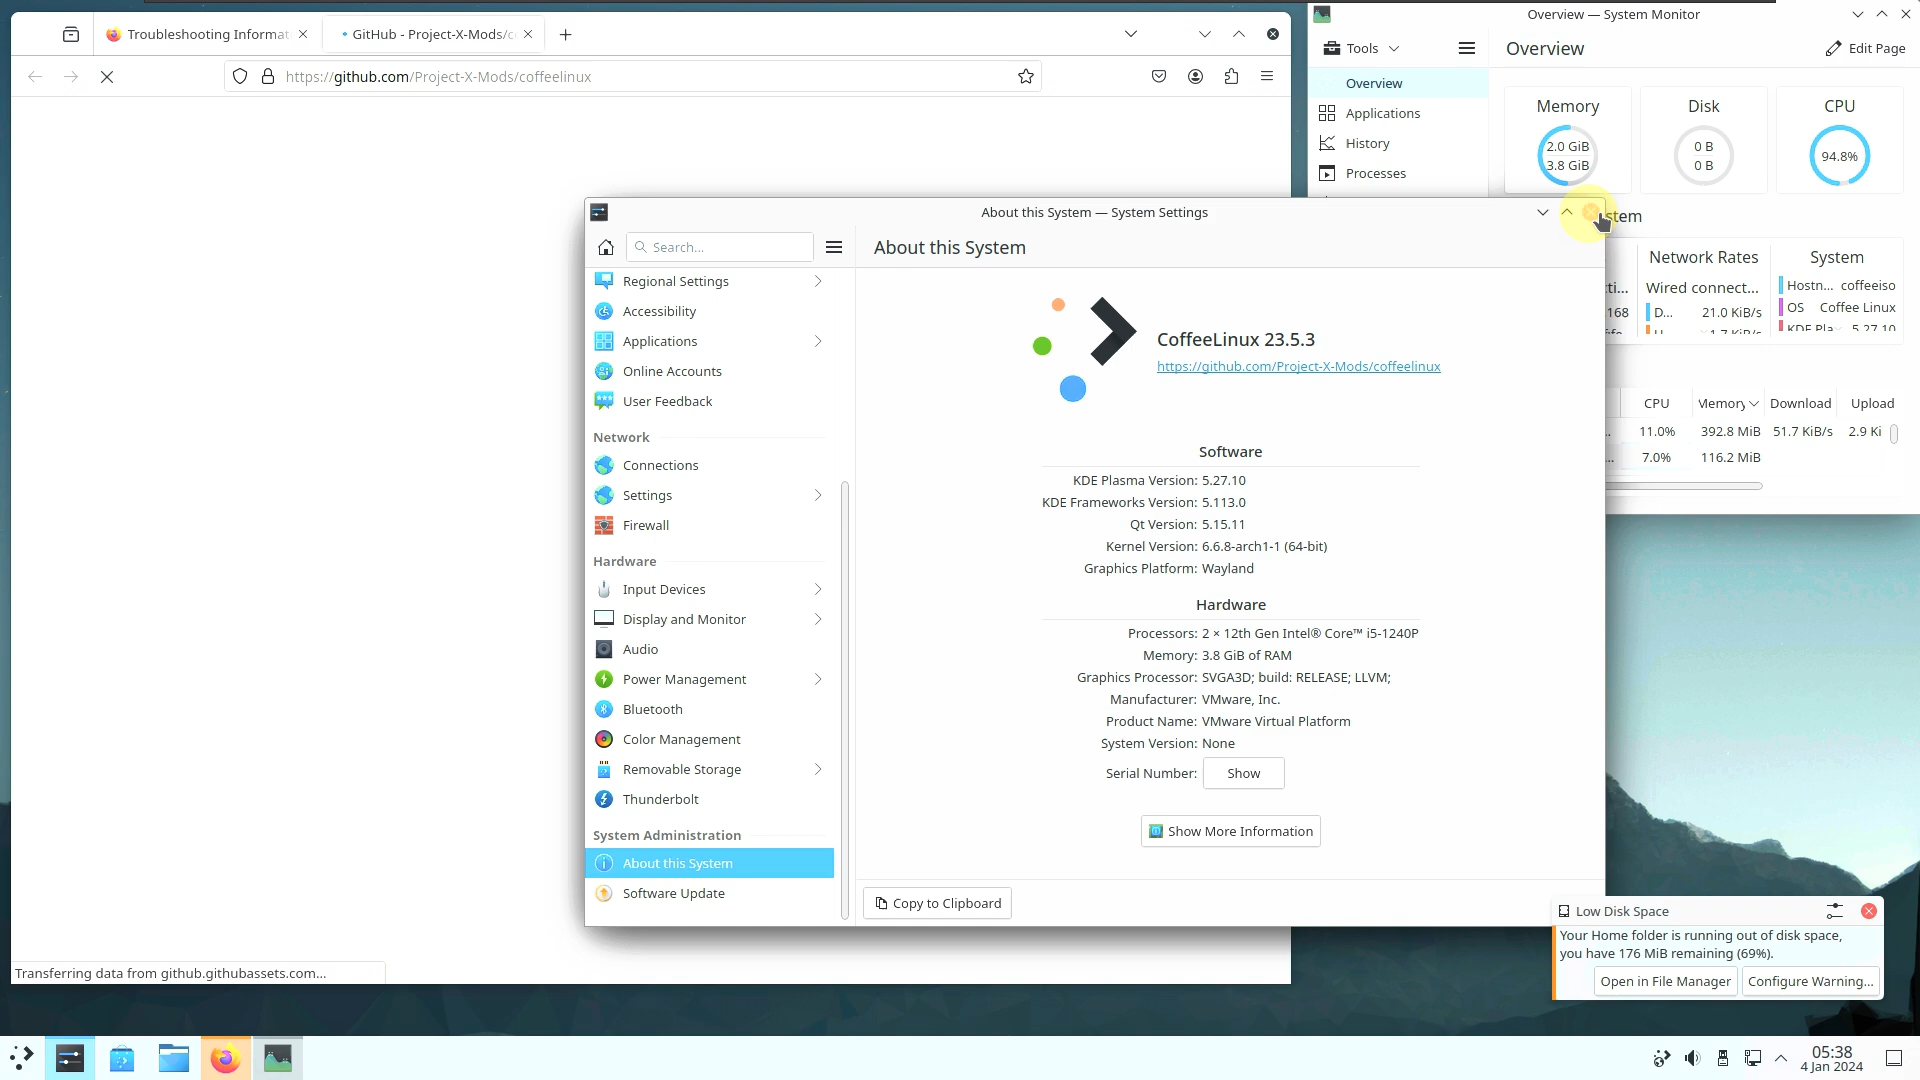 Troubleshooting Informat
GitHub - Project-X-Mods/c
https://github.com/Project-X-Mods/coffeelinux
Transferring data from github.githubassets.com...
Overview — System Monitor
Tools
Overview
Edit Page
Overview
Applications
History
Processes
Memory
2.0 GiB
3.8 GiB
Disk
0 B
0 B
CPU
94.8%
stem
Network Rates
System
Wired connect...
Hostn... coffeeiso
168
D... 21.0 KiB/s
OS Coffee Linux
1.7 KiB/s
KDE Pla... 5.27.10
CPU Memory Download Upload
11.0% 392.8 MiB 51.7 KiB/s 2.9 Ki
7.0% 116.2 MiB
About this System — System Settings
Search...
About this System
Regional Settings
Accessibility
Applications
Online Accounts
User Feedback
Network
Connections
Settings
Firewall
Hardware
Input Devices
Display and Monitor
Audio
Power Management
Bluetooth
Color Management
Removable Storage
Thunderbolt
System Administration
About this System
Software Update
CoffeeLinux 23.5.3
https://github.com/Project-X-Mods/coffeelinux
Software
KDE Plasma Version: 5.27.10
KDE Frameworks Version: 5.113.0
Qt Version: 5.15.11
Kernel Version: 6.6.8-arch1-1 (64-bit)
Graphics Platform: Wayland
Hardware
Processors: 2 × 12th Gen Intel® Core™ i5-1240P
Memory: 3.8 GiB of RAM
Graphics Processor: SVGA3D; build: RELEASE; LLVM;
Manufacturer: VMware, Inc.
Product Name: VMware Virtual Platform
System Version: None
Serial Number: Show
Show More Information
Copy to Clipboard
Low Disk Space
Your Home folder is running out of disk space,
you have 176 MiB remaining (69%).
Open in File Manager
Configure Warning...
05:38
4 Jan 2024